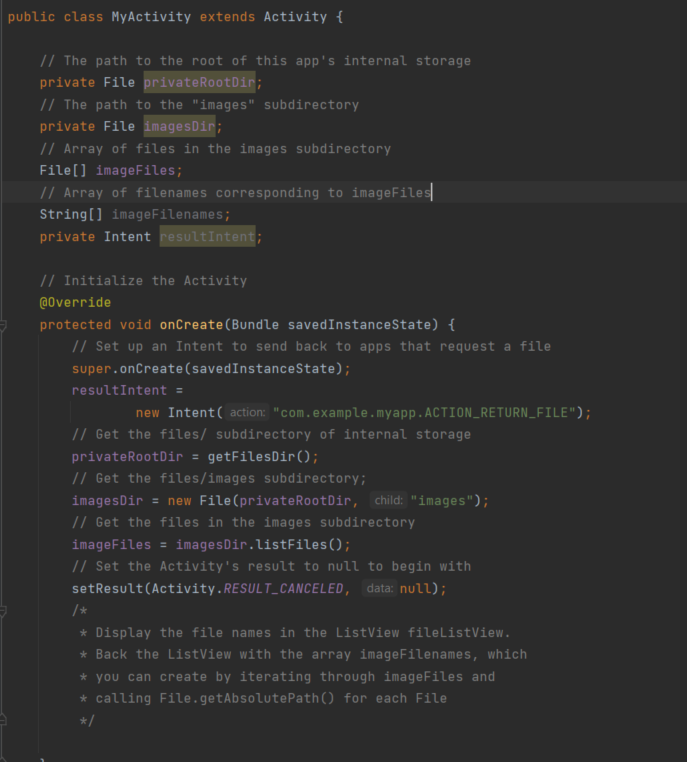 public class MyActivity extends Activity {
// The path to the root of this app's internal storage
private File privateRootDir;
// The path to the "images" subdirectory
private File imagesDir;
// Array of files in the images subdirectory
File[] imageFiles;
// Array of filenames corresponding to imageFiles
String[] imageFilenames;
private Intent resultIntent;
// Initialize the Activity
@Override
protected void onCreate(Bundle savedInstanceState) {
// Set up an Intent to send back to apps that request a file
super.onCreate(savedInstanceState);
resultIntent =
new Intent( action: "com.example.myapp.ACTION_RETURN_FILE");
// Get the files/ subdirectory of internal storage
privateRootDir = getFilesDir();
// Get the files/images subdirectory;
imagesDir = new File(privateRootDir, child: "images");
// Get the files in the images subdirectory
imageFiles = imagesDir.listFiles();
// Set the Activity's result to null to begin with
setResult(Activity.RESULT_CANCELED, data: null);
/*
* Display the file names in the ListView fileListView.
* Back the ListView with the array imageFilenames, which
* you can create by iterating through imageFiles and
* calling File.getAbsolutePath() for each File
*/